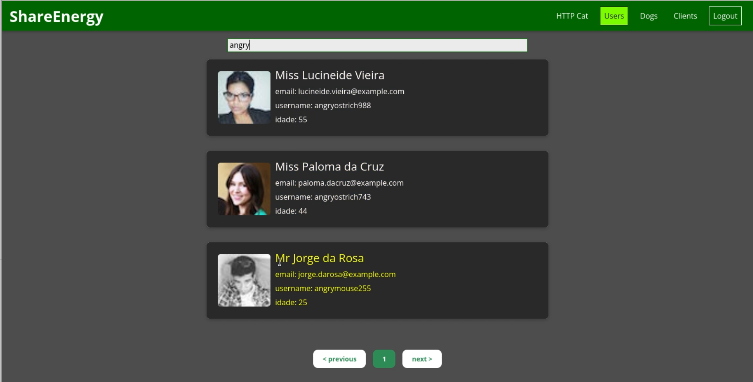 ShareEnergy
HTTP Cat Users Dogs Clients Logout
angry
Miss Lucineide Vieira
email: lucineide.vieira@example.com
username: angryostrich988
idade: 55
Miss Paloma da Cruz
email: paloma.dacruz@example.com
username: angryostrich743
idade: 44
Mr Jorge da Rosa
email: jorge.darosa@example.com
username: angrymouse255
idade: 25
< previous 1 next >